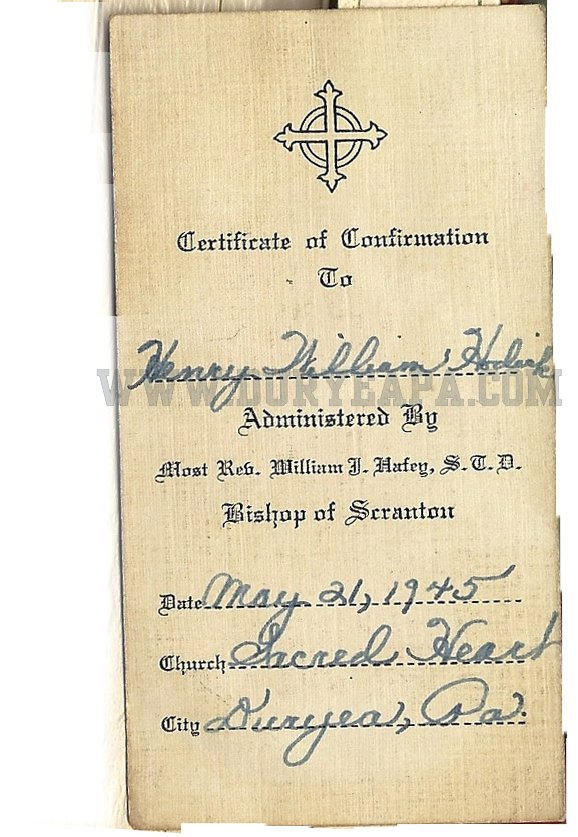 Certificate of Confirmation
To
Henry William Hodick
WWW.DURYEAPA.COM
Administered By
Most Rev. William J. Hafey, S.T.D.
Bishop of Scranton
Date May 21, 1945
Church Sacred Heart
City Duryea, Pa.